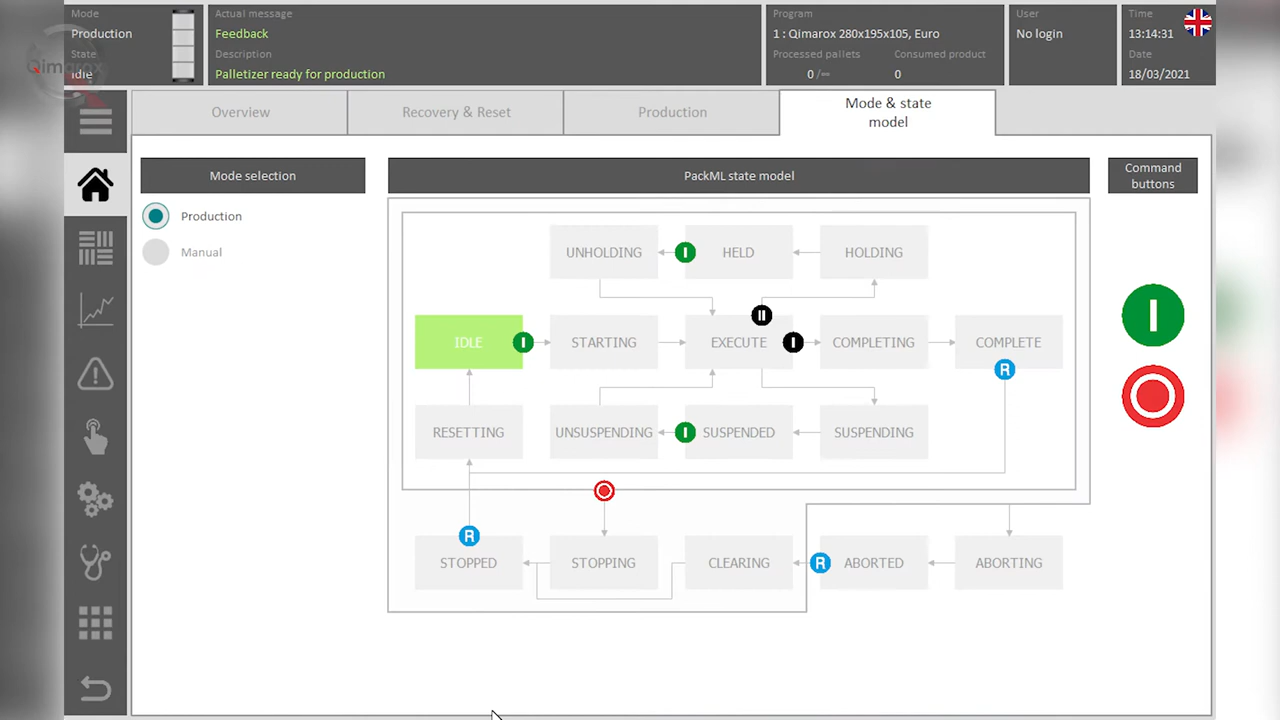 Mode
Production
State
Idle
Qimarox
Actual message
Feedback
Description
Palletizer ready for production
Program
1 : Qimarox 280x195x105, Euro
Processed pallets
Consumed product
0 /∞
0
User
No login
Time
13:14:31
Date
18/03/2021
Overview
Recovery & Reset
Production
Mode & state
model
Mode selection
PackML state model
Command
buttons
Production
Manual
UNHOLDING
I
HELD
HOLDING
II
I
IDLE
I
STARTING
EXECUTE
I
COMPLETING
COMPLETE
R
RESETTING
UNSUSPENDING
I
SUSPENDED
SUSPENDING
R
STOPPED
STOPPING
CLEARING
R
ABORTED
ABORTING